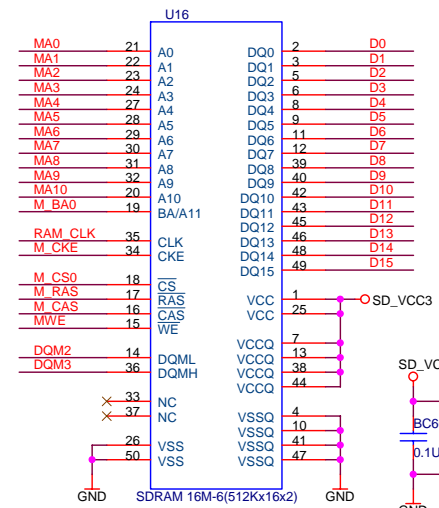 U16
MA0 21 A0 DQ0 2 D0
MA1 22 A1 DQ1 3 D1
MA2 23 A2 DQ2 5 D2
MA3 24 A3 DQ3 6 D3
MA4 27 A4 DQ4 8 D4
MA5 28 A5 DQ5 9 D5
MA6 29 A6 DQ6 11 D6
MA7 30 A7 DQ7 12 D7
MA8 31 A8 DQ8 39 D8
MA9 32 A9 DQ9 40 D9
MA10 20 A10 DQ10 42 D10
M_BA0 19 BA/A11 DQ11 43 D11
DQ12 45 D12
RAM_CLK 35 CLK DQ13 46 D13
M_CKE 34 CKE DQ14 48 D14
DQ15 49 D15
M_CS0 18 CS
M_RAS 17 RAS VCC 1 SD_VCC3
M_CAS 16 CAS VCC 25
MWE 15 WE
VCCQ 7
DQM2 14 DQML VCCQ 13
DQM3 36 DQMH VCCQ 38
VCCQ 44
SD_VC
33 NC
37 NC VSSQ 4
VSSQ 10
BC6
26 VSS VSSQ 41
50 VSS VSSQ 47
0.1U
GND SDRAM 16M-6(512Kx16x2) GND
GND